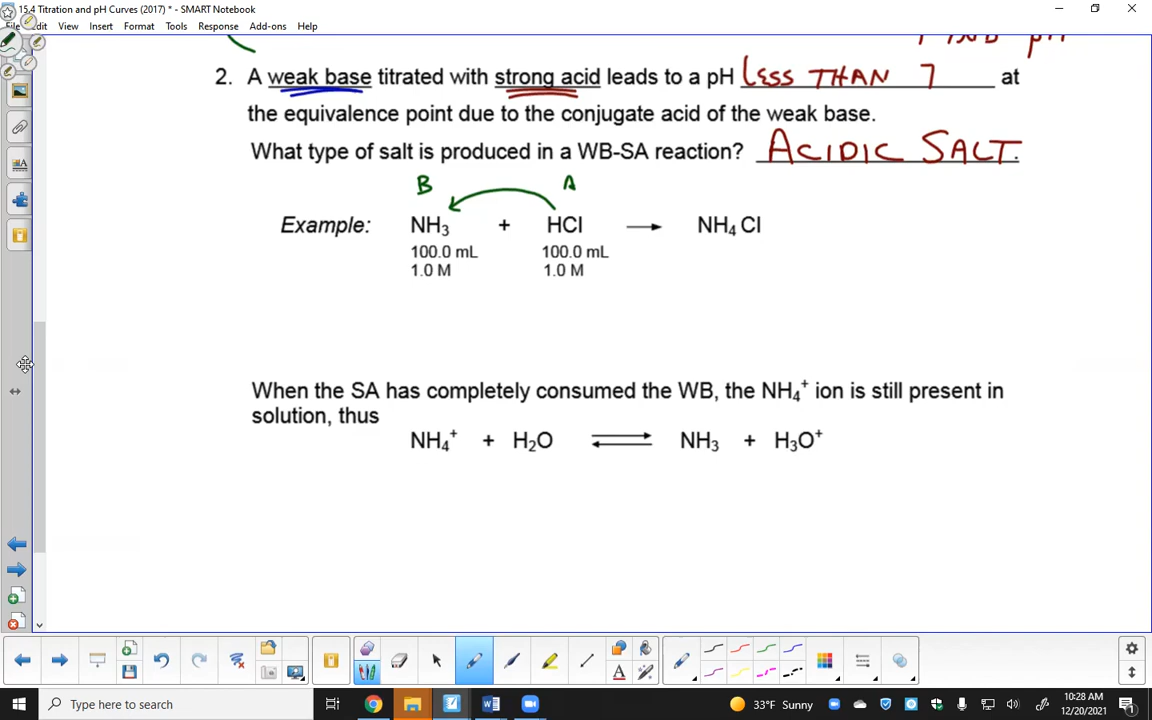 15.4 Titration and pH Curves (2017) * - SMART Notebook
View Insert Format Tools Response Add-ons Help
2. A weak base titrated with strong acid leads to a pH LESS THAN 7 at
the equivalence point due to the conjugate acid of the weak base.
What type of salt is produced in a WB-SA reaction? ACIDIC SALT.
B A
Example: NH₃ + HCl → NH₄ Cl
100.0 mL 100.0 mL
1.0 M 1.0 M
When the SA has completely consumed the WB, the NH₄⁺ ion is still present in
solution, thus
NH₄⁺ + H₂O ⇌ NH₃ + H₃O⁺
Type here to search
33°F Sunny
10:28 AM
12/20/2021
1